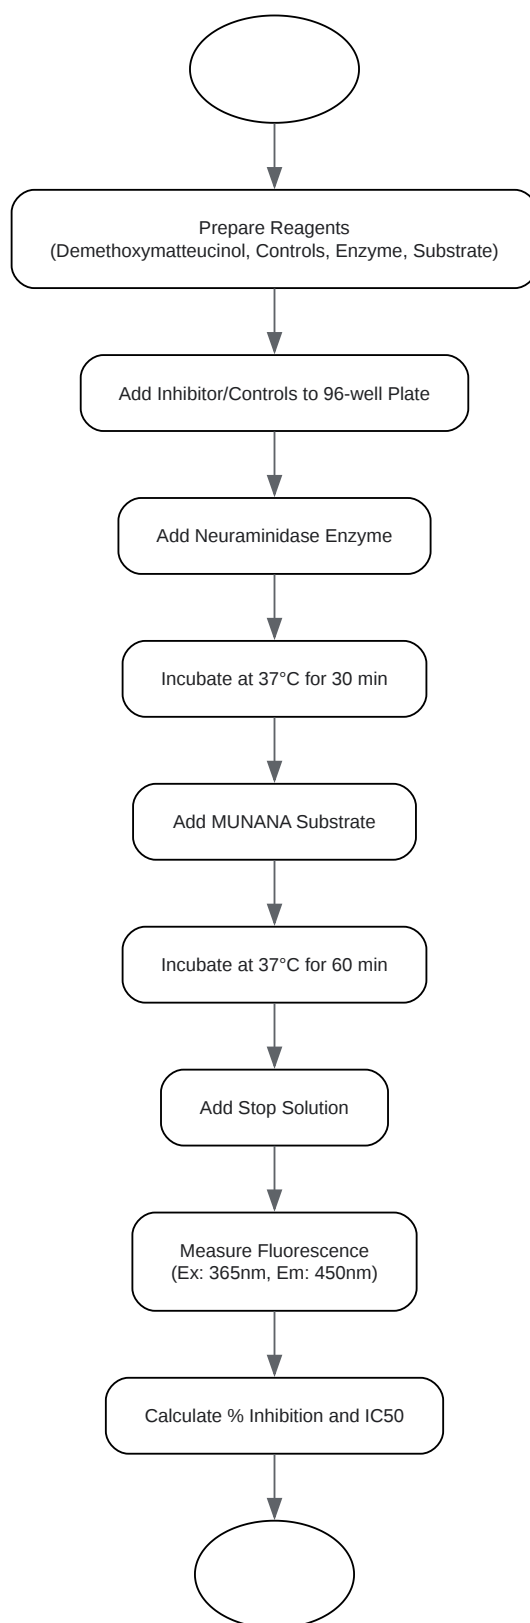 Prepare Reagents
(Demethoxymatteucinol, Controls, Enzyme, Substrate)
Add Inhibitor/Controls to 96-well Plate
Add Neuraminidase Enzyme
Incubate at 37°C for 30 min
Add MUNANA Substrate
Incubate at 37°C for 60 min
Add Stop Solution
Measure Fluorescence
(Ex: 365nm, Em: 450nm)
Calculate % Inhibition and IC50